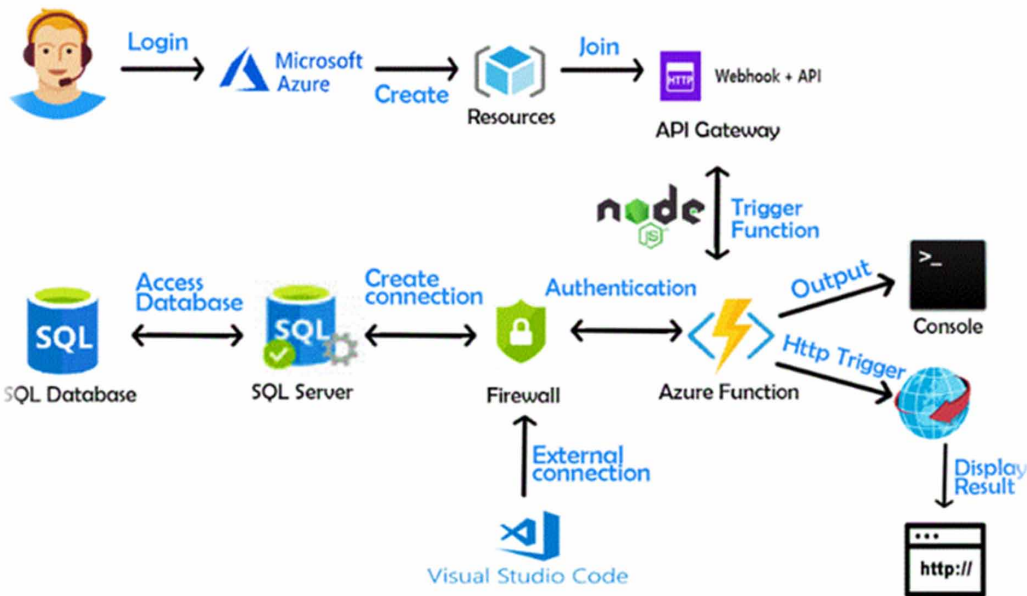 Login
Microsoft
Azure
Create
Resources
Join
HTTP
Webhook + API
API Gateway
node
JS
Trigger
Function
Access
Database
Create
connection
Authentication
Output
>_
Console
SQL
SQL Database
SQL
SQL Server
Firewall
Azure Function
Http Trigger
External
connection
Display
Result
Visual Studio Code
http://